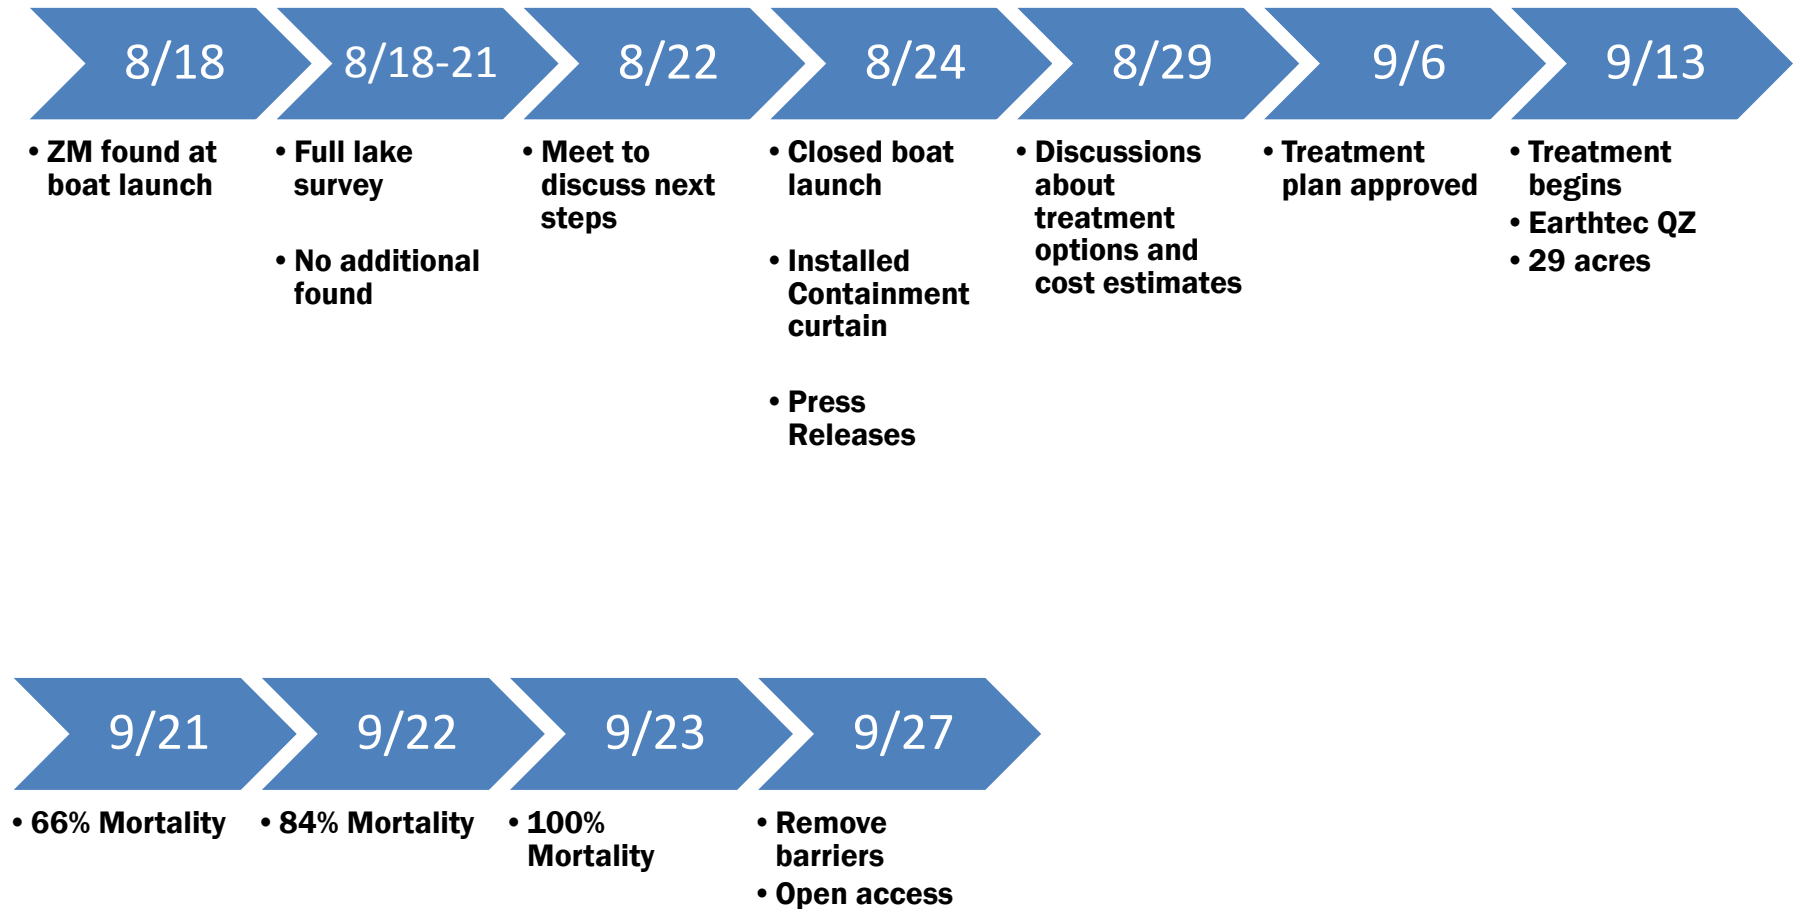 8/18
8/18-21
8/22
8/24
8/29
9/6
9/13
• ZM found at
boat launch
• Full lake
survey
• No additional
found
• Meet to
discuss next
steps
• Closed boat
launch
• Installed
Containment
curtain
• Press
Releases
• Discussions
about
treatment
options and
cost estimates
• Treatment
plan approved
• Treatment
begins
• Earthtec QZ
• 29 acres
9/21
9/22
9/23
9/27
• 66% Mortality
• 84% Mortality
• 100%
Mortality
• Remove
barriers
• Open access